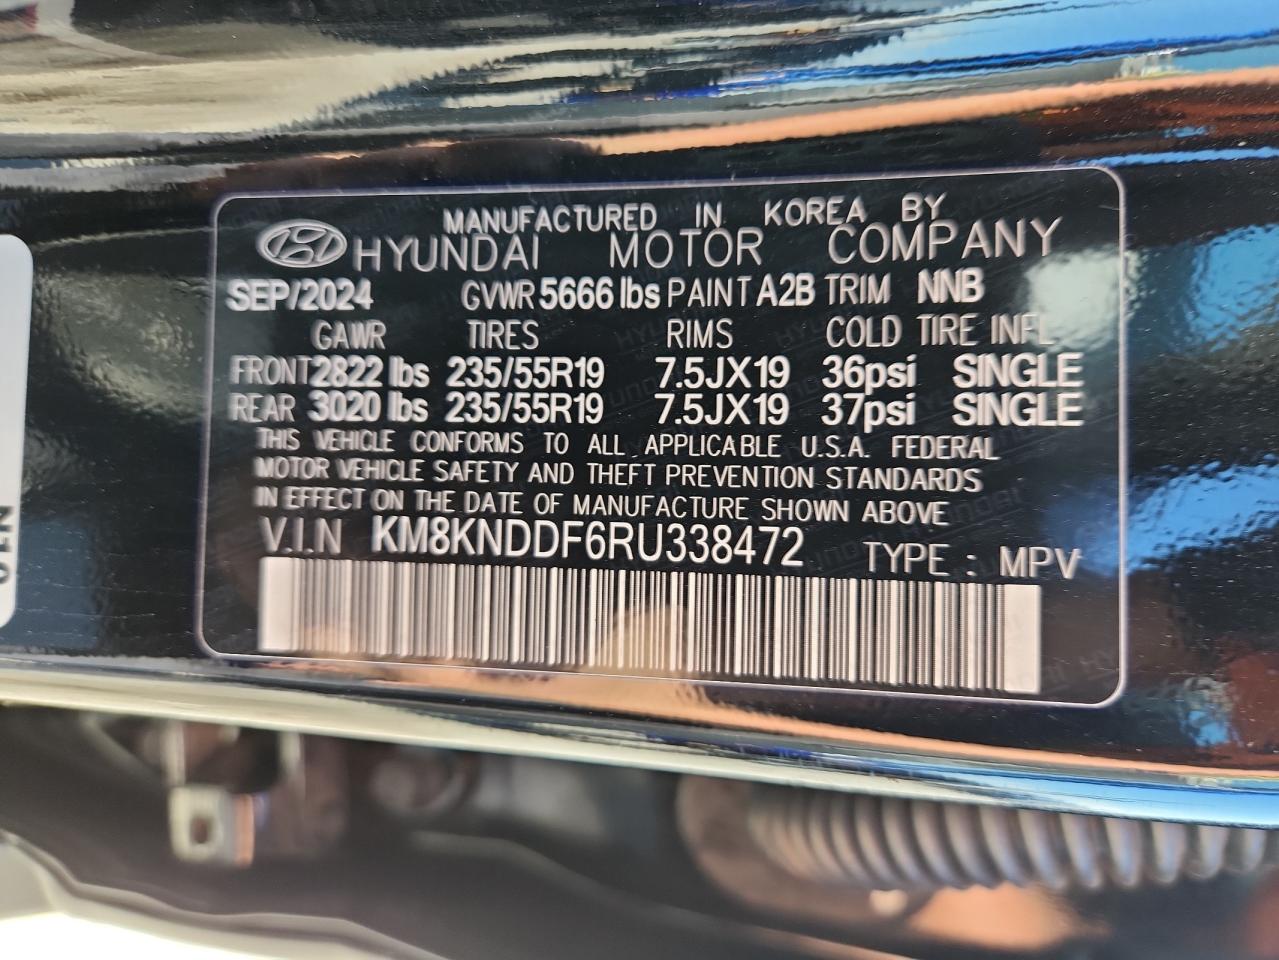 MANUFACTURED IN KOREA BY
HYUNDAI MOTOR COMPANY
SEP/2024 GVWR 5666 lbs PAINT A2B TRIM NNB
GAWR TIRES RIMS COLD TIRE INFL
FRONT 2822 lbs 235/55R19 7.5JX19 36psi SINGLE
REAR 3020 lbs 235/55R19 7.5JX19 37psi SINGLE
THIS VEHICLE CONFORMS TO ALL APPLICABLE U.S.A. FEDERAL
MOTOR VEHICLE SAFETY AND THEFT PREVENTION STANDARDS
IN EFFECT ON THE DATE OF MANUFACTURE SHOWN ABOVE
V.I.N KM8KNDDF6RU338472 TYPE : MPV